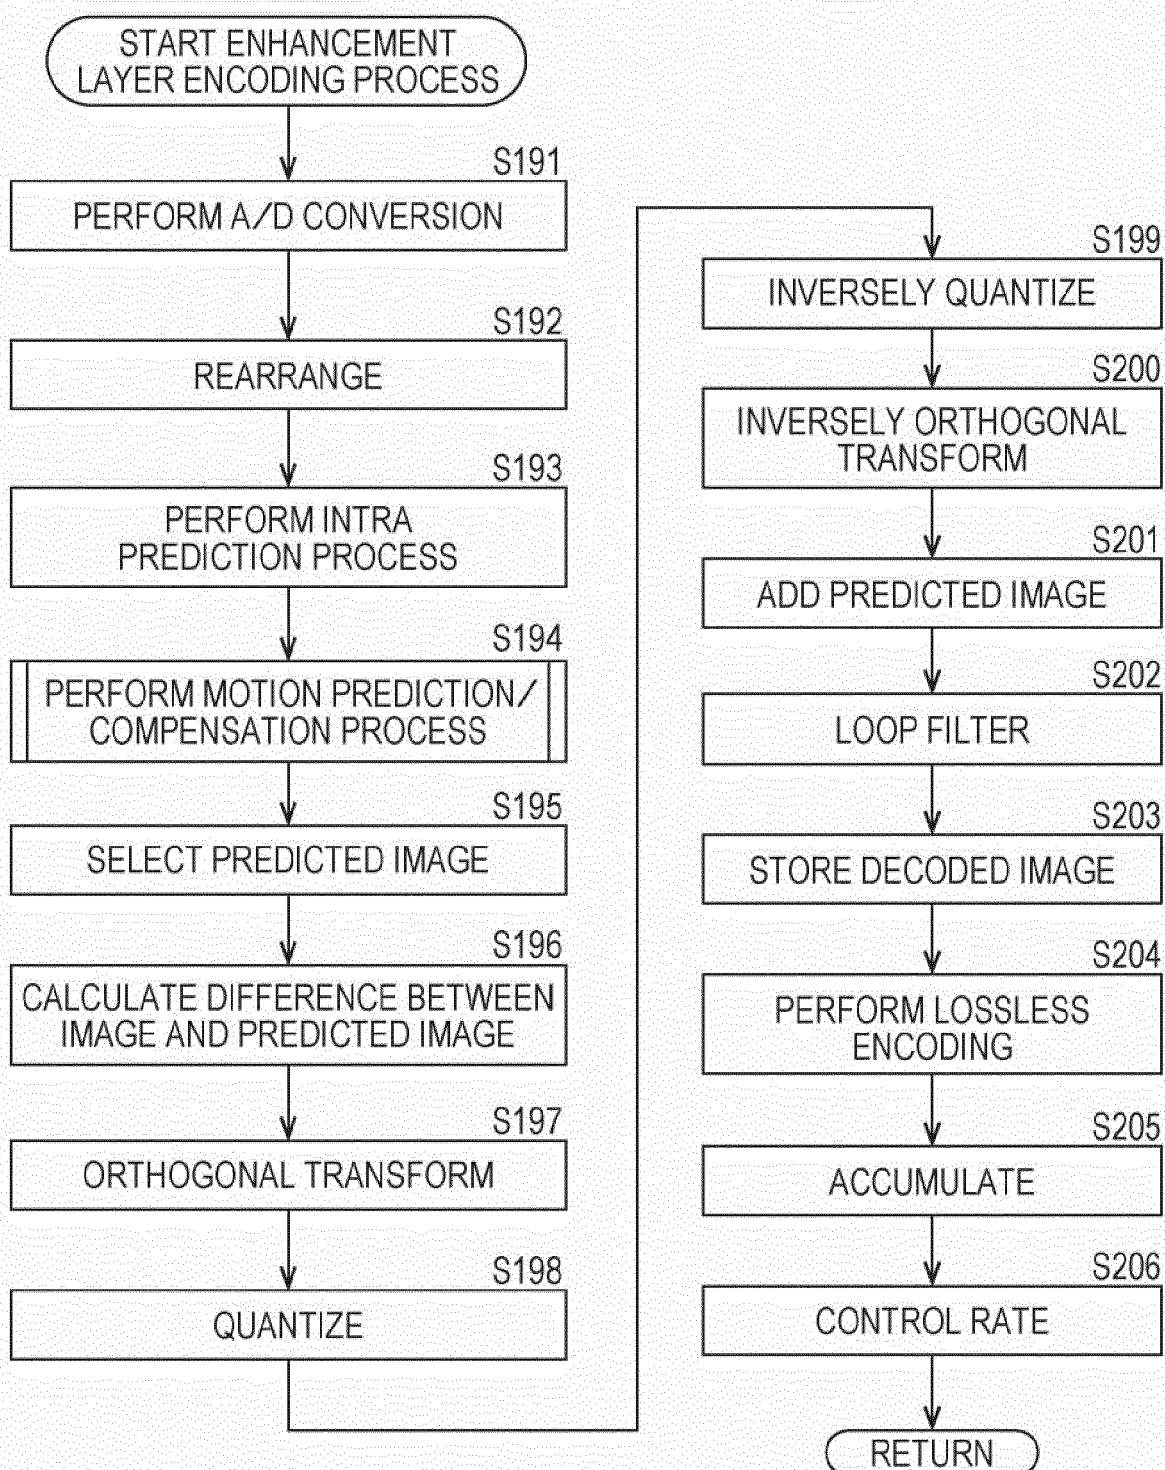 START ENHANCEMENT
LAYER ENCODING PROCESS
S191
PERFORM A/D CONVERSION
S192
REARRANGE
S193
PERFORM INTRA
PREDICTION PROCESS
S194
PERFORM MOTION PREDICTION/
COMPENSATION PROCESS
S195
SELECT PREDICTED IMAGE
S196
CALCULATE DIFFERENCE BETWEEN
IMAGE AND PREDICTED IMAGE
S197
ORTHOGONAL TRANSFORM
S198
QUANTIZE
S199
INVERSELY QUANTIZE
S200
INVERSELY ORTHOGONAL
TRANSFORM
S201
ADD PREDICTED IMAGE
S202
LOOP FILTER
S203
STORE DECODED IMAGE
S204
PERFORM LOSSLESS
ENCODING
S205
ACCUMULATE
S206
CONTROL RATE
RETURN